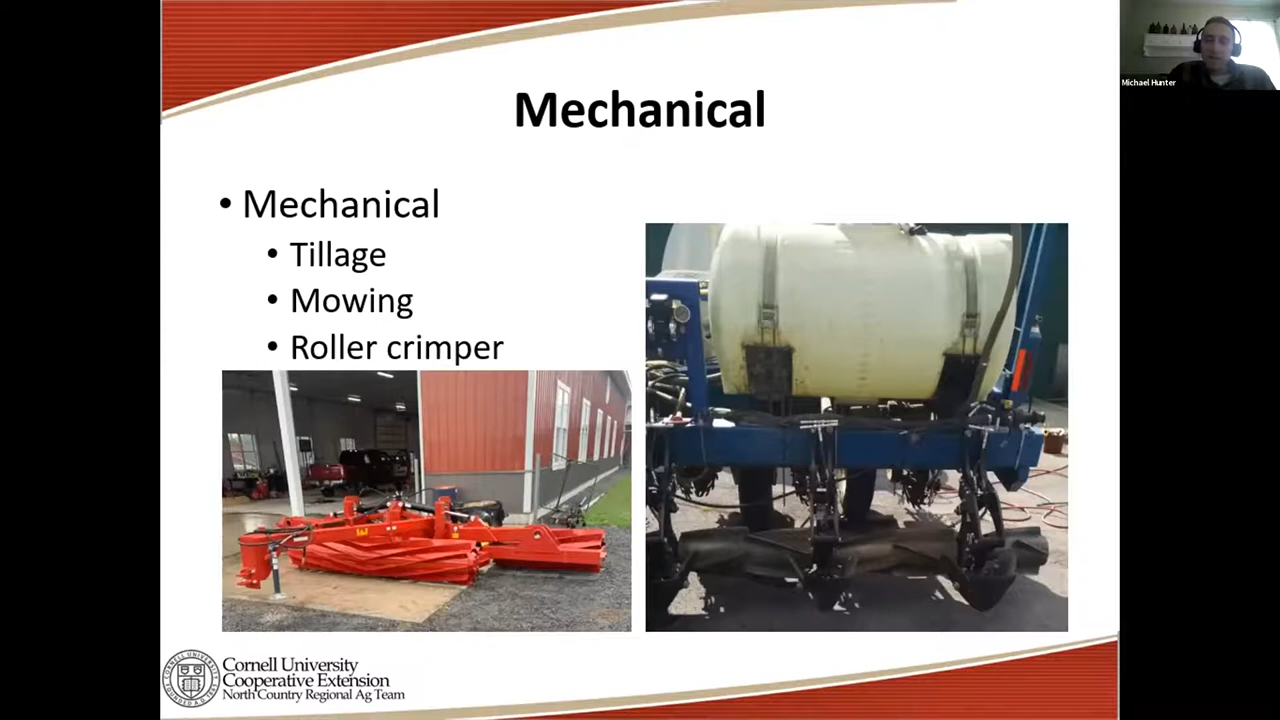 Mechanical
Michael Hunter
• Mechanical
• Tillage
• Mowing
• Roller crimper
Cornell University
Cooperative Extension
North Country Regional Ag Team